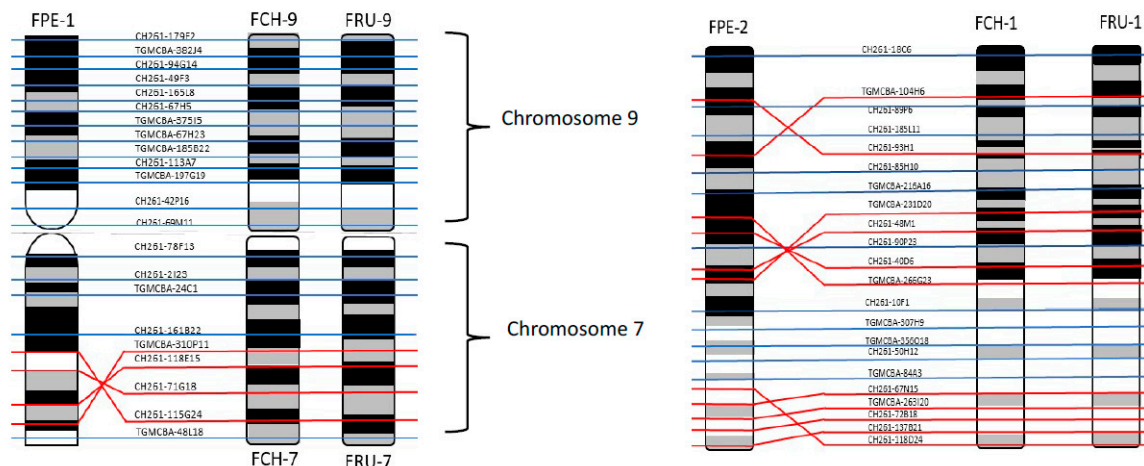 FPE-1 FCH-9 FRU-9
CH261-179F2
TGMCBA-382J4
CH261-94G14
CH261-49F3
CH261-165L8
CH261-67H5
TGMCBA-375I5
TGMCBA-67H23
TGMCBA-185B22
CH261-113A7
TGMCBA-197G19
CH261-42P16
CH261-69M11
Chromosome 9
CH261-78F13
CH261-2I23
TGMCBA-24C1
CH261-161B22
TGMCBA-310P11
CH261-118E15
CH261-71G18
CH261-115G24
TGMCBA-48L18
Chromosome 7
FCH-7 FRU-7
FPE-2 FCH-1 FRU-1
CH261-18C6
TGMCBA-104H6
CH261-89P6
CH261-185L11
CH261-93H1
CH261-83H10
TGMCBA-216A16
TGMCBA-231D20
CH261-48M1
CH261-90P23
CH261-40D6
TGMCBA-266G23
CH261-10F1
TGMCBA-307H9
TGMCBA-356O18
CH261-50H12
TGMCBA-84A3
CH261-67N15
TGMCBA-263I20
CH261-72B18
CH261-137B21
CH261-118D24